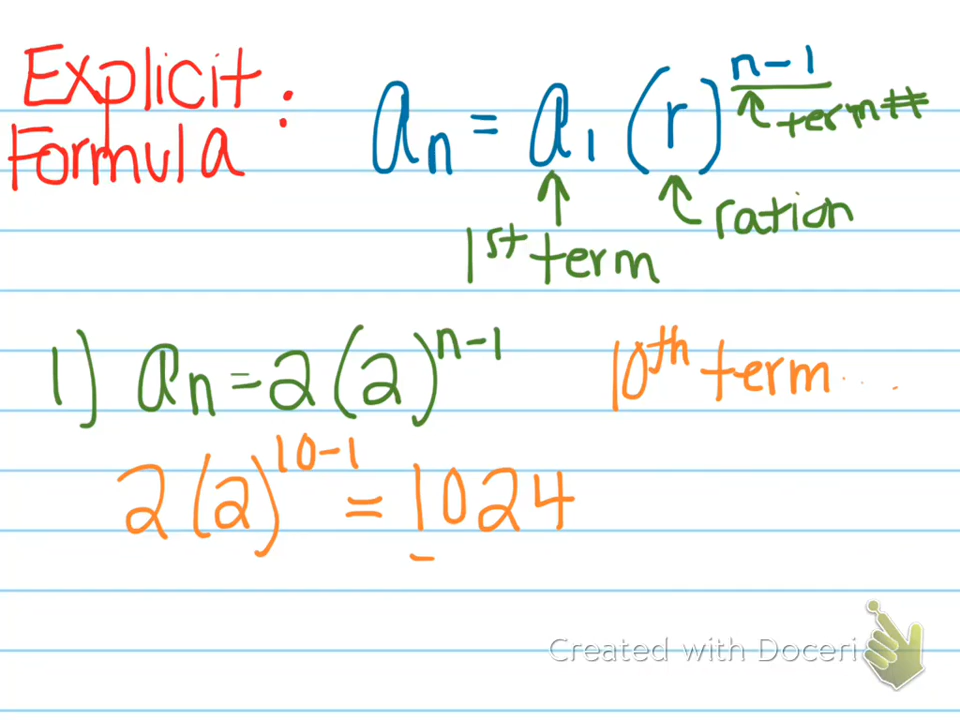 Explicit Formula :
aₙ = a₁ (r)ⁿ⁻¹
term#
ration
1st term
1) aₙ = 2(2)ⁿ⁻¹
10th term...
2(2)¹⁰⁻¹ = 1024
Created with Doceri